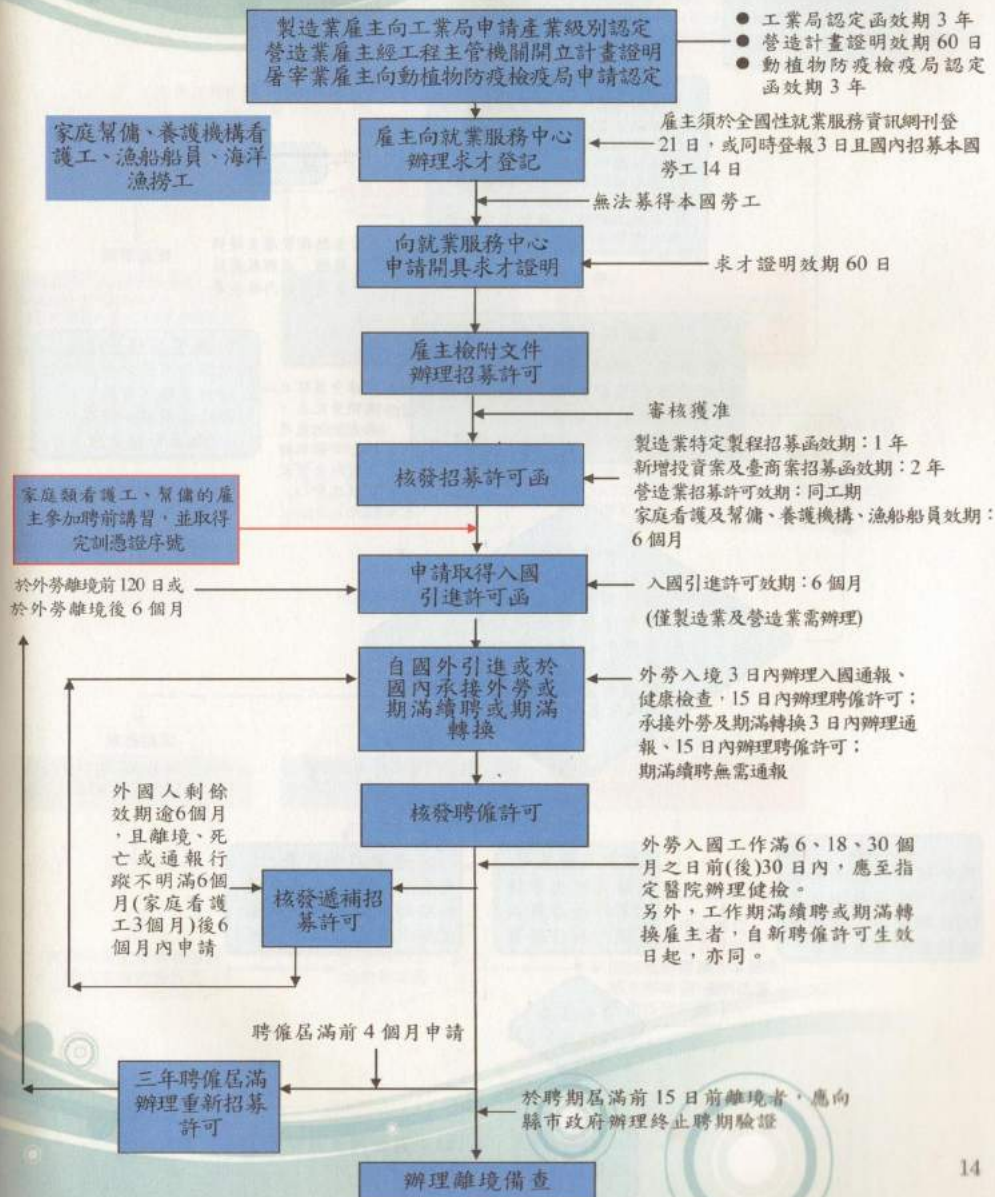 製造業雇主向工業局申請產業級別認定
營造業雇主經工程主管機關開立計畫證明
屠宰業雇主向動植物防疫檢疫局申請認定
● 工業局認定函效期 3 年
● 營造計畫證明效期 60 日
● 動植物防疫檢疫局認定
函效期 3 年
家庭幫傭、養護機構看
護工、漁船船員、海洋
漁撈工
雇主向就業服務中心
辦理求才登記
雇主須於全國性就業服務資訊網刊登
21 日，或同時登報 3 日且國內招募本國
勞工 14 日
無法募得本國勞工
向就業服務中心
申請開具求才證明
求才證明效期 60 日
雇主檢附文件
辦理招募許可
審核獲准
核發招募許可函
製造業特定製程招募函效期：1 年
新增投資案及臺商案招募函效期：2 年
營造業招募許可效期：同工期
家庭看護及幫傭、養護機構、漁船船員效期：
6 個月
家庭類看護工、幫傭的雇
主參加聘前講習，並取得
完訓憑證序號
於外勞離境前 120 日或
於外勞離境後 6 個月
申請取得入國
引進許可函
入國引進許可效期：6 個月
(僅製造業及營造業需辦理)
自國外引進或於
國內承接外勞或
期滿續聘或期滿
轉換
外勞入境 3 日內辦理入國通報、
健康檢查，15 日內辦理聘僱許可；
承接外勞及期滿轉換 3 日內辦理通
報、15 日內辦理聘僱許可；
期滿續聘無需通報
核發聘僱許可
外國人剩餘
效期逾6個月
，且離境、死
亡或通報行
蹤不明滿6個
月(家庭看護
工3個月)後6
個月內申請
核發遞補招
募許可
外勞入國工作滿 6、18、30 個
月之日前(後)30 日內，應至指
定醫院辦理健檢。
另外，工作期滿續聘或期滿轉
換雇主者，自新聘僱許可生效
日起，亦同。
聘僱屆滿前 4 個月申請
三年聘僱屆滿
辦理重新招募
許可
於聘期屆滿前 15 日前離境者，應向
縣市政府辦理終止聘期驗證
辦理離境備查
14